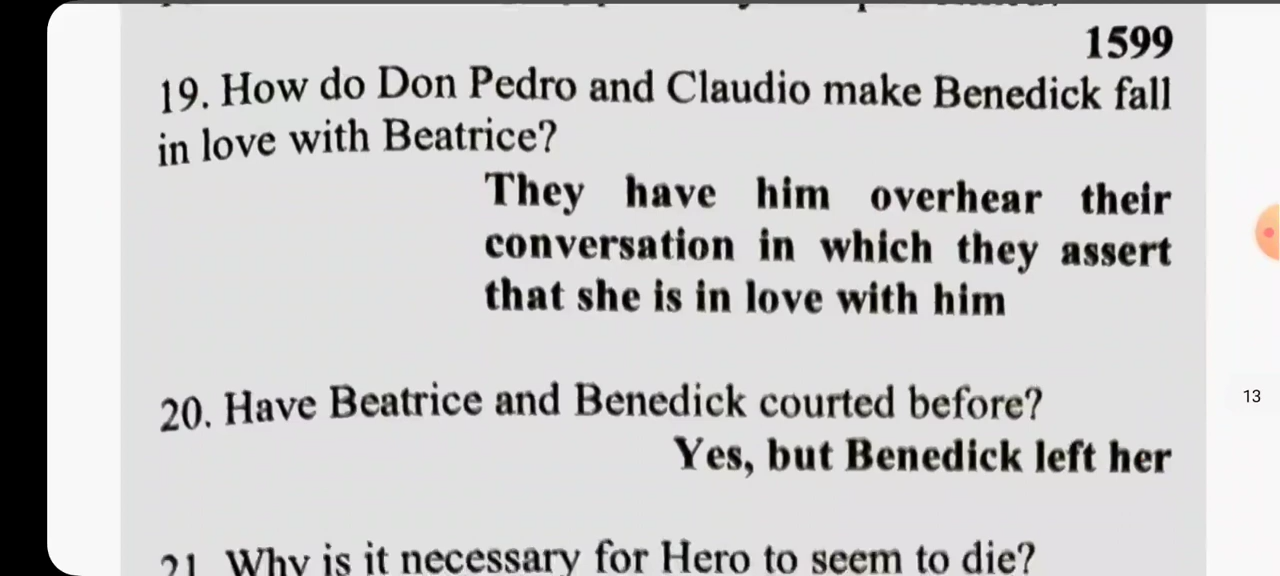 1599
19. How do Don Pedro and Claudio make Benedick fall
in love with Beatrice?
They have him overhear their
conversation in which they assert
that she is in love with him
20. Have Beatrice and Benedick courted before?
Yes, but Benedick left her
13
21. Why is it necessary for Hero to seem to die?